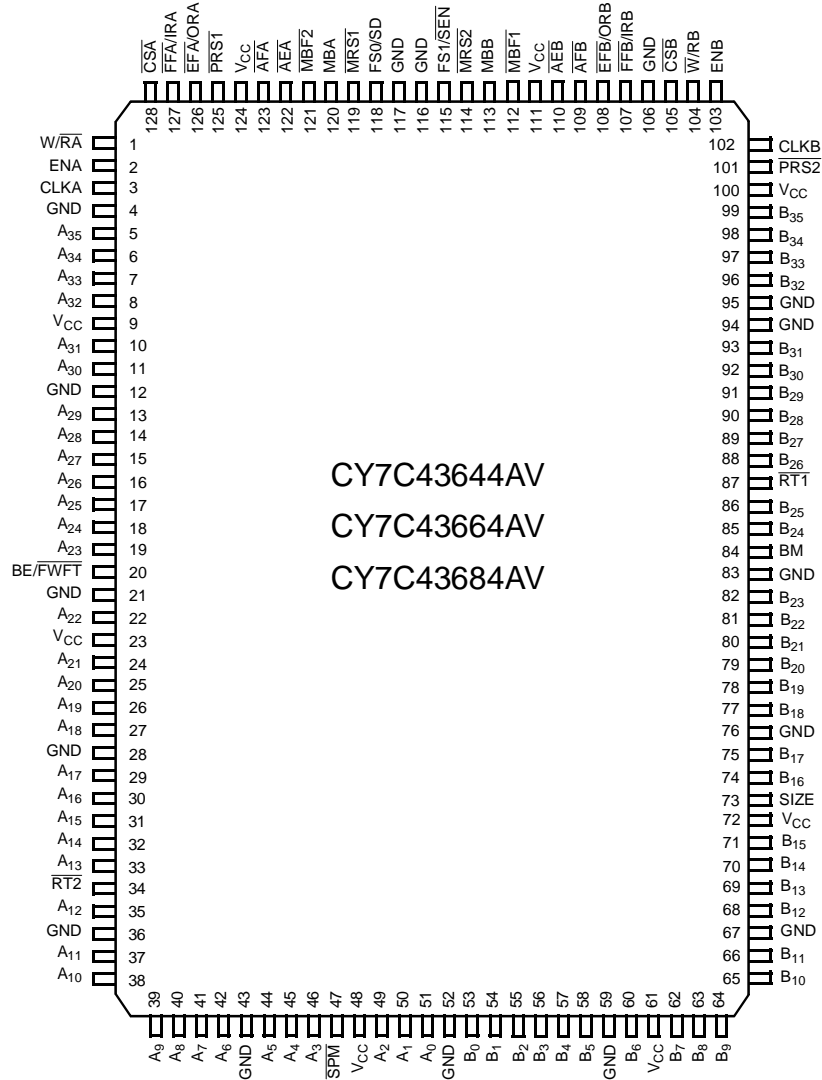 CSA
FFA/IRA
EFA/ORA
PRS1
VCC
AFA
AEA
MBF2
MBA
MRS1
FS0/SD
GND
GND
FS1/SEN
MRS2
MBB
MBF1
VCC
AEB
AFB
EFB/ORB
FFB/IRB
GND
CSB
W/RB
ENB
128
127
126
125
124
123
122
121
120
119
118
117
116
115
114
113
112
111
110
109
108
107
106
105
104
103
W/RA 1
ENA 2
CLKA 3
GND 4
A35 5
A34 6
A33 7
A32 8
VCC 9
A31 10
A30 11
GND 12
A29 13
A28 14
A27 15
A26 16
A25 17
A24 18
A23 19
BE/FWFT 20
GND 21
A22 22
VCC 23
A21 24
A20 25
A19 26
A18 27
GND 28
A17 29
A16 30
A15 31
A14 32
A13 33
RT2 34
A12 35
GND 36
A11 37
A10 38
CY7C43644AV
CY7C43664AV
CY7C43684AV
102 CLKB
101 PRS2
100 VCC
99 B35
98 B34
97 B33
96 B32
95 GND
94 GND
93 B31
92 B30
91 B29
90 B28
89 B27
88 B26
87 RT1
86 B25
85 B24
84 BM
83 GND
82 B23
81 B22
80 B21
79 B20
78 B19
77 B18
76 GND
75 B17
74 B16
73 SIZE
72 VCC
71 B15
70 B14
69 B13
68 B12
67 GND
66 B11
65 B10
39
40
41
42
43
44
45
46
47
48
49
50
51
52
53
54
55
56
57
58
59
60
61
62
63
64
A9
A8
A7
A6
GND
A5
A4
A3
SPM
VCC
A2
A1
A0
GND
B0
B1
B2
B3
B4
B5
GND
B6
VCC
B7
B8
B9